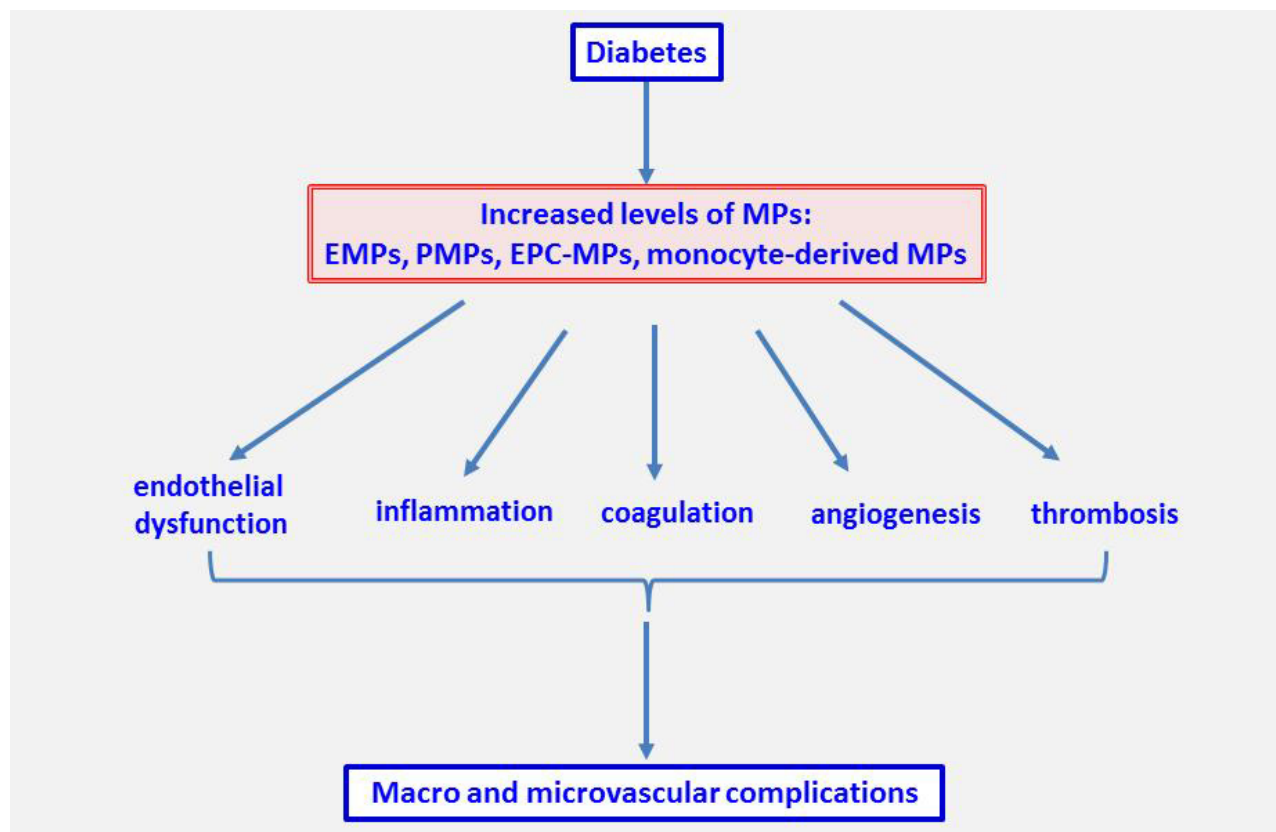 Diabetes
Increased levels of MPs:
EMPs, PMPs, EPC-MPs, monocyte-derived MPs
endothelial
dysfunction
inflammation
coagulation
angiogenesis
thrombosis
Macro and microvascular complications